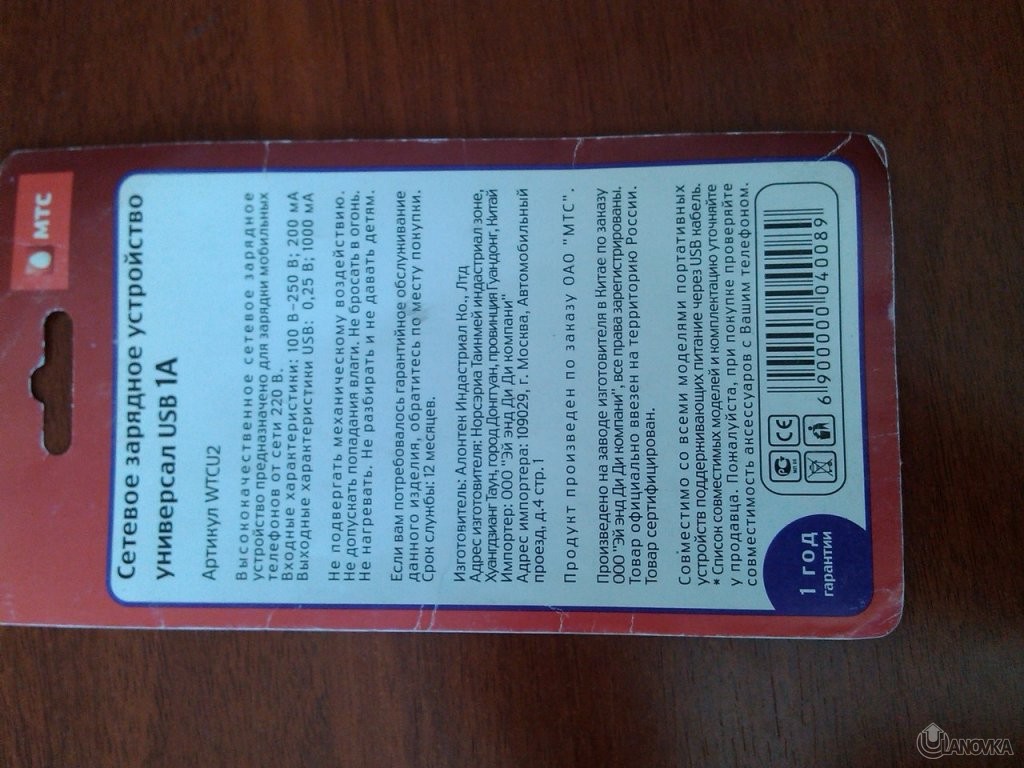 МТС
Сетевое зарядное устройство
универсал USB 1A
Артикул WTCU2
Высококачественное сетевое зарядное
устройство предназначено для зарядки мобильных
телефонов от сети 220 В.
Входные характеристики: 100 В -250 В; 200 мА
Выходные характеристики USB: 0,25 В; 1000 мА
Не подвергать механическому воздействию.
Не допускать попадания влаги. Не бросать в огонь.
Не нагревать. Не разбирать и не давать детям.
Если вам потребовалось гарантийное обслуживание
данного изделия, обратитесь по месту покупки.
Срок службы: 12 месяцев.
Изготовитель: Алонтек Индастриал Ко., Лтд
Адрес изготовителя: Норсэриа Таинмей индастриал зоне,
Хуангдзианг Таун, город Донггуан, провинция Гуандонг, Китай
Импортер: ООО "Эй Энд Ди Ди компани"
Адрес импортера: 109029, г. Москва, Автомобильный
проезд, д.4 стр. 1
Продукт произведен по заказу ОАО "МТС".
Произведено на заводе изготовителя в Китае по заказу
ООО "Эй энд Ди Ди компани", все права зарегистрированы.
Товар официально ввезен на территорию России.
Товар сертифицирован.
Совместимо со всеми моделями портативных
устройств поддерживающих питание через USB кабель.
* Список совместимых моделей и комплектацию уточняйте
у продавца. Пожалуйста, при покупке проверяйте
совместимость аксессуаров с Вашим телефоном.
6 900000 040089
CE
1 год
гарантии
ULANOVKA